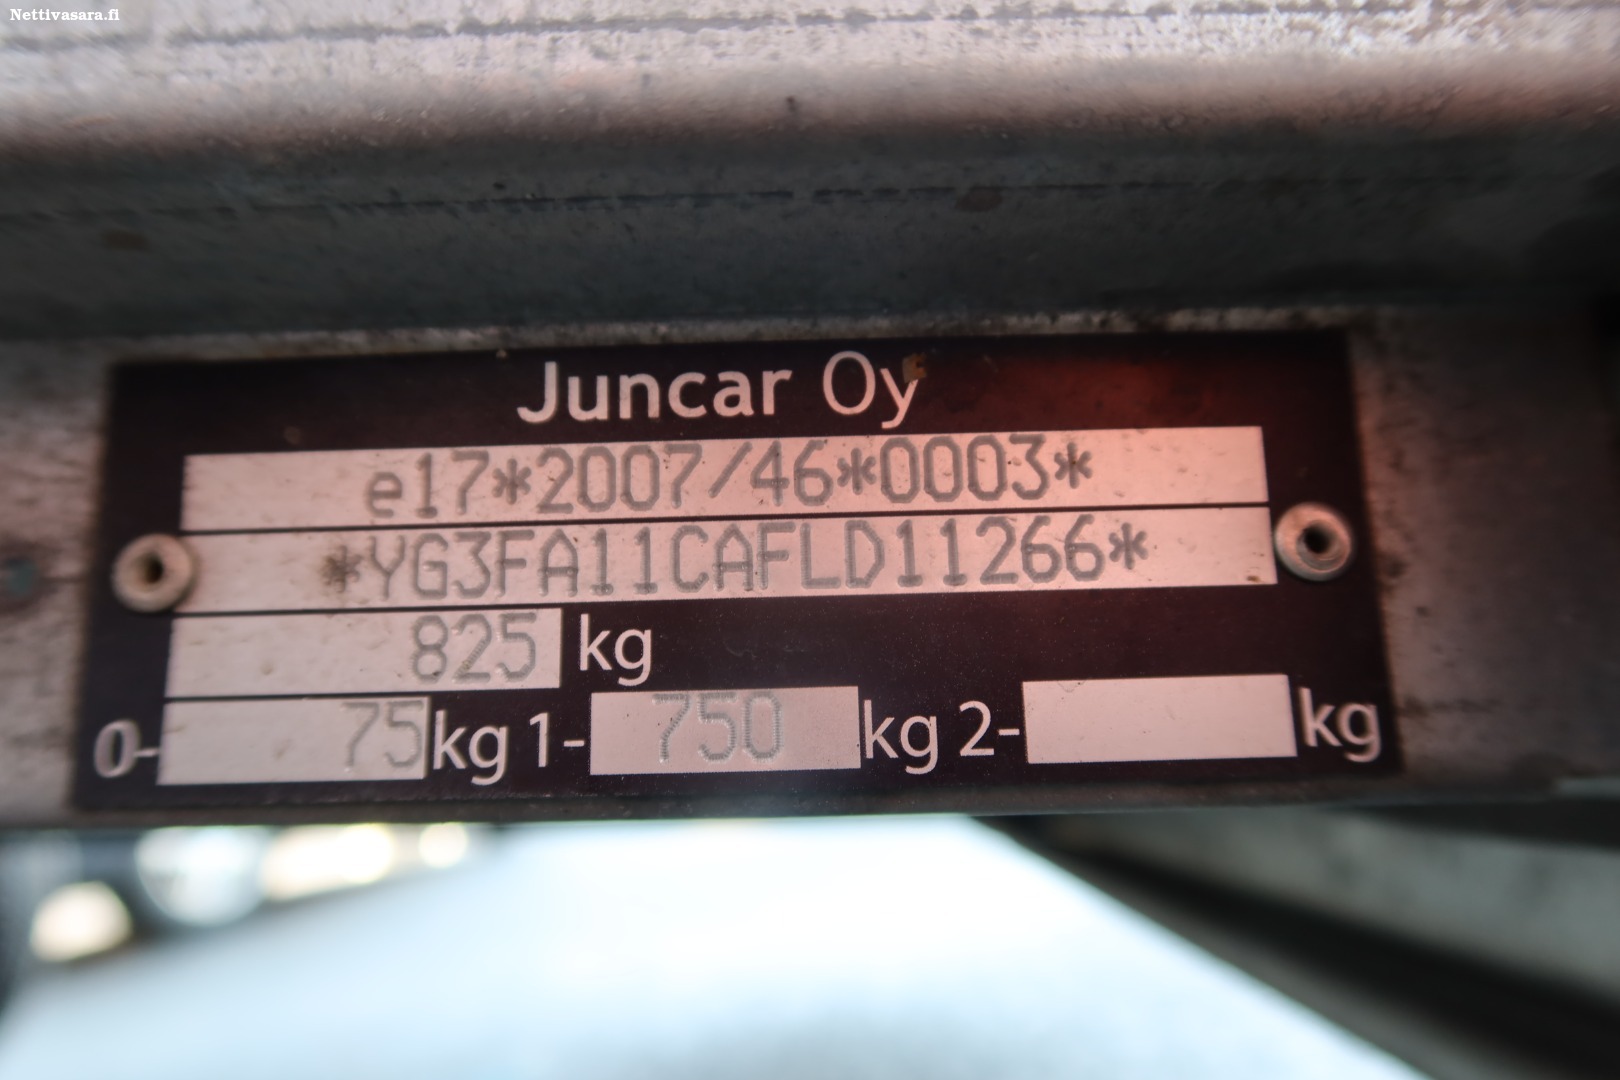 Nettivasara.fi
Juncar Oy
e17*2007/46*0003*
*YG3FA11CAFLD11266*
825 kg
0- 75 kg 1- 750 kg 2- kg